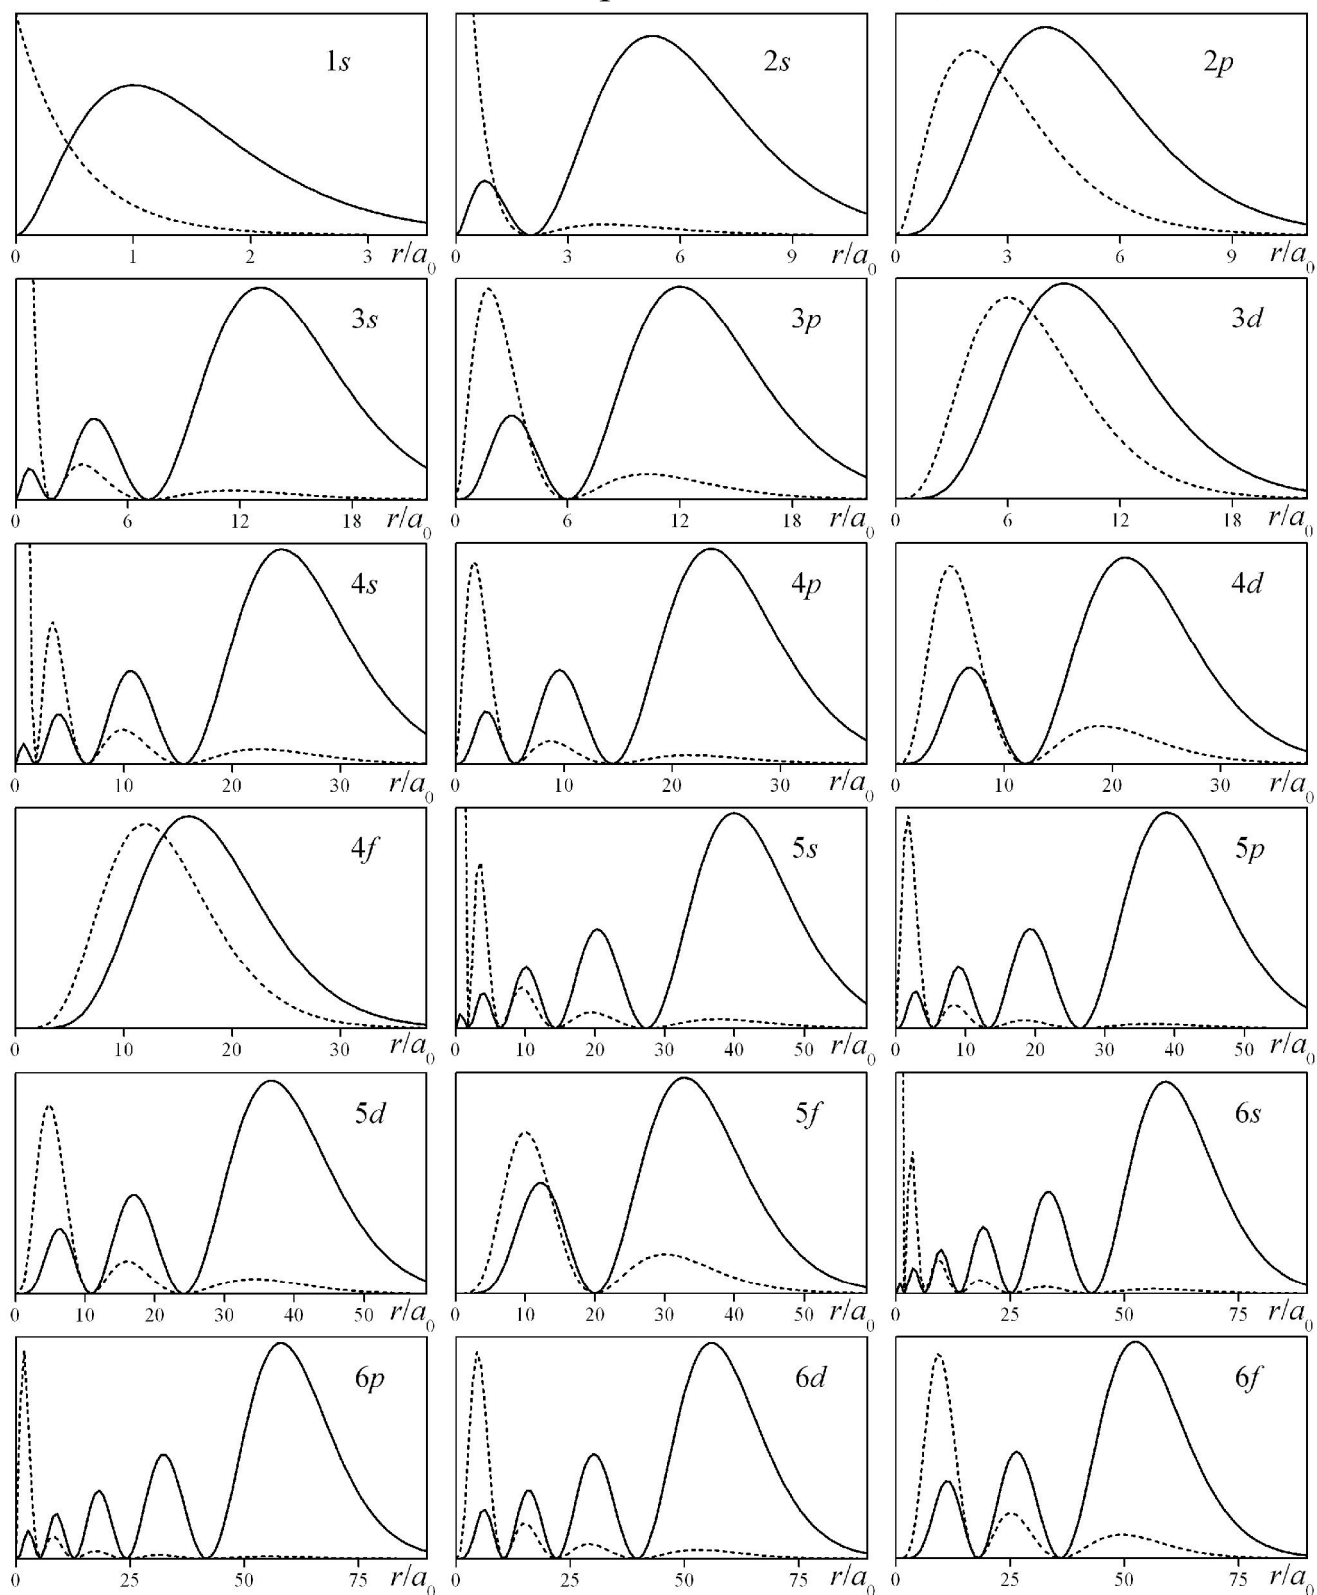 1s 2s 2p
0 1 2 3 r/a0 0 3 6 9 r/a0 0 3 6 9 r/a0
3s 3p 3d
0 6 12 18 r/a0 0 6 12 18 r/a0 0 6 12 18 r/a0
4s 4p 4d
0 10 20 30 r/a0 0 10 20 30 r/a0 0 10 20 30 r/a0
4f 5s 5p
0 10 20 30 r/a0 0 10 20 30 40 50 r/a0 0 10 20 30 40 50 r/a0
5d 5f 6s
0 10 20 30 40 50 r/a0 0 10 20 30 40 50 r/a0 0 25 50 75 r/a0
6p 6d 6f
0 25 50 75 r/a0 0 25 50 75 r/a0 0 25 50 75 r/a0